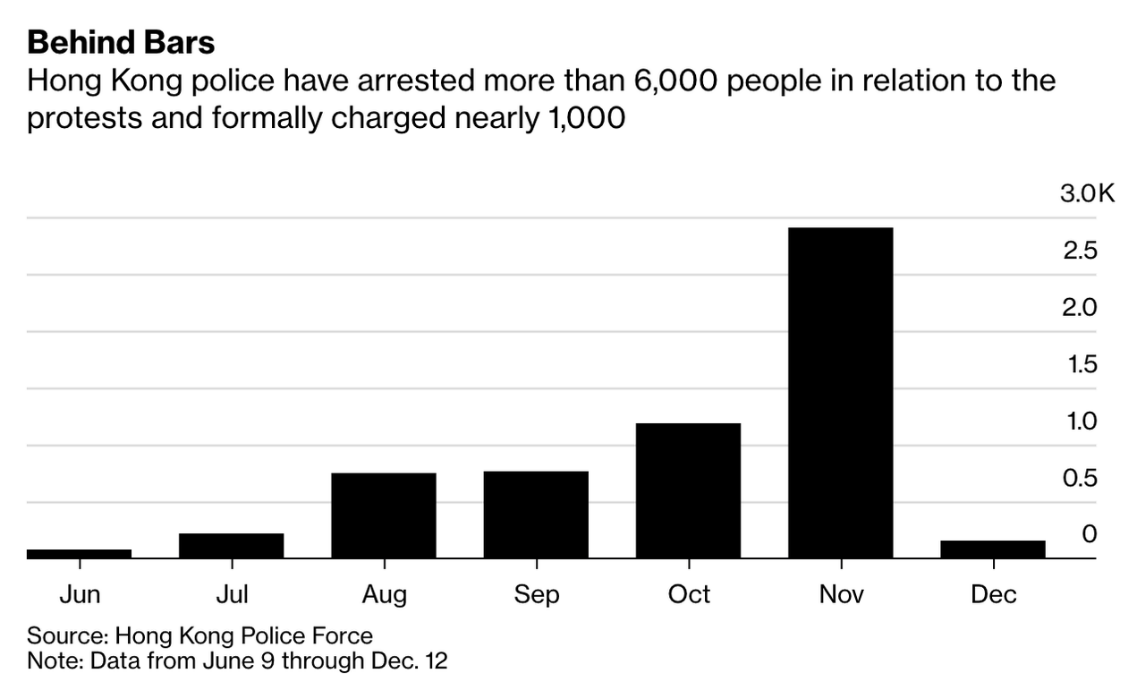 Behind Bars
Hong Kong police have arrested more than 6,000 people in relation to the
protests and formally charged nearly 1,000
3.0K
2.5
2.0
1.5
1.0
0.5
0
Jun Jul Aug Sep Oct Nov Dec
Source: Hong Kong Police Force
Note: Data from June 9 through Dec. 12